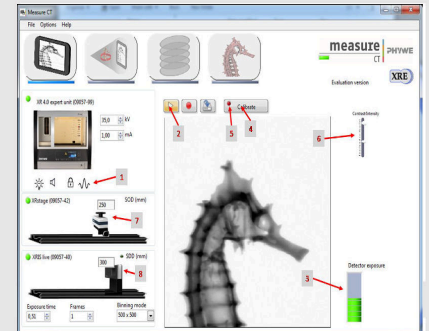 Measure CT
File Options Help
measure PHYWE
CT
Evaluation version
XRE
XR 4.0 expert unit (09057-99)
35,0 kV
1,00 mA
1
XRstage (09057-42)
SOD (mm)
250
7
XRIS live (09057-40)
SDD (mm)
300
8
Exposure time Frames Binning mode
0,51 1 500 x 500
Calibrate
2
5
4
Contrast/intensity
6
3
Detector exposure